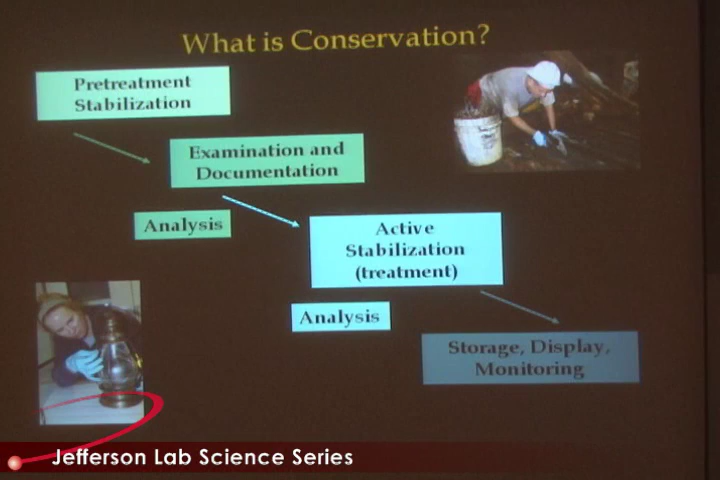 What is Conservation?
Pretreatment
Stabilization
Examination and
Documentation
Analysis
Active
Stabilization
(treatment)
Analysis
Storage, Display,
Monitoring
Jefferson Lab Science Series